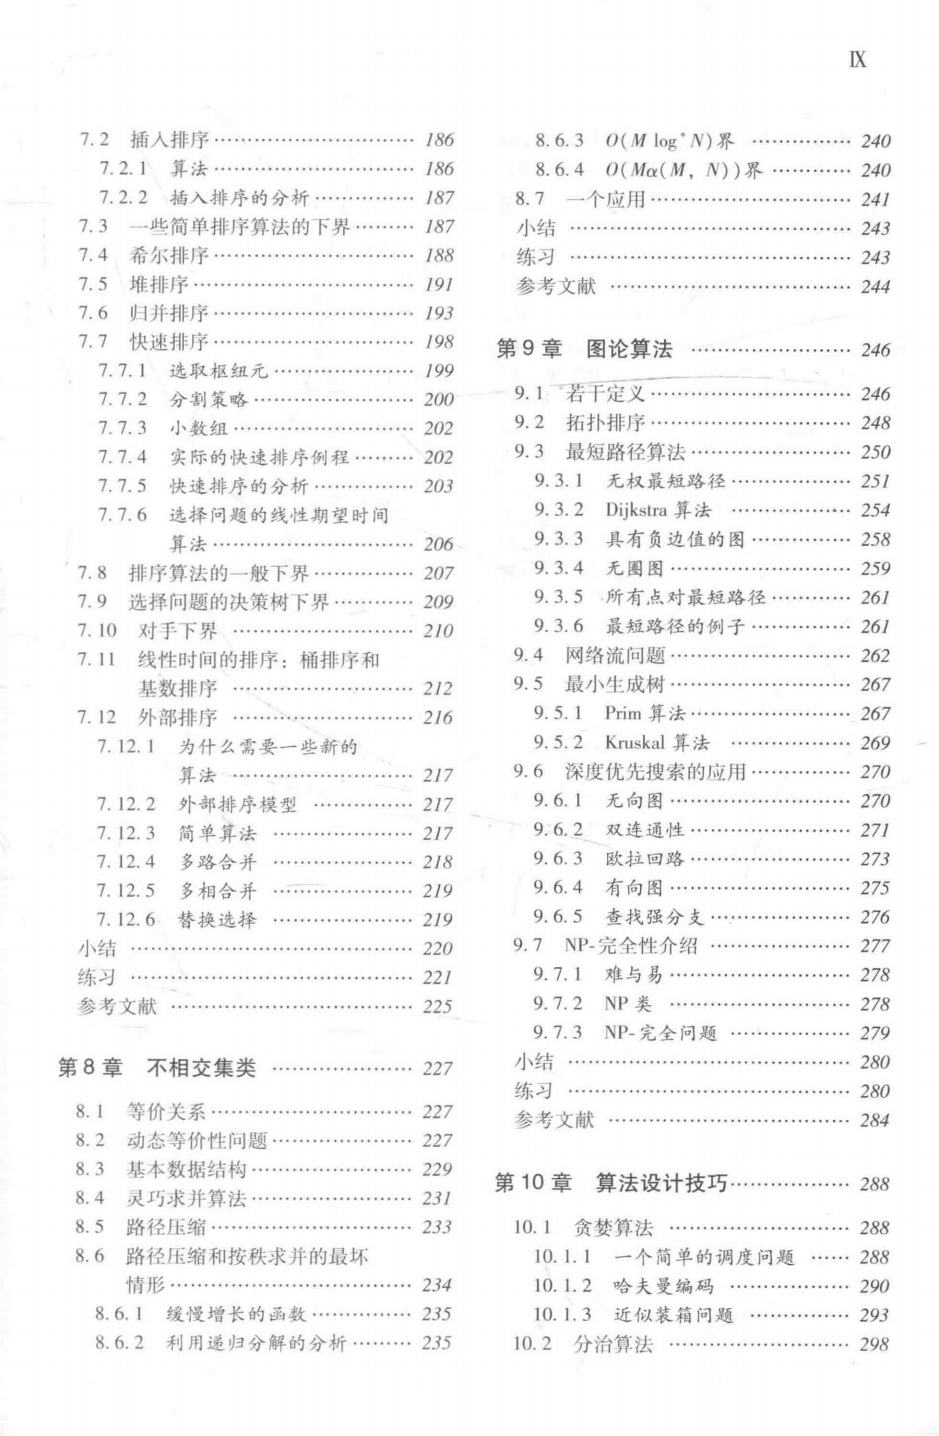 IX
7.2 插入排序 …… 186
7.2.1 算法 …… 186
7.2.2 插入排序的分析 …… 187
7.3 一些简单排序算法的下界 …… 187
7.4 希尔排序 …… 188
7.5 堆排序 …… 191
7.6 归并排序 …… 193
7.7 快速排序 …… 198
7.7.1 选取枢纽元 …… 199
7.7.2 分割策略 …… 200
7.7.3 小数组 …… 202
7.7.4 实际的快速排序例程 …… 202
7.7.5 快速排序的分析 …… 203
7.7.6 选择问题的线性期望时间
算法 …… 206
7.8 排序算法的一般下界 …… 207
7.9 选择问题的决策树下界 …… 209
7.10 对手下界 …… 210
7.11 线性时间的排序：桶排序和
基数排序 …… 212
7.12 外部排序 …… 216
7.12.1 为什么需要一些新的
算法 …… 217
7.12.2 外部排序模型 …… 217
7.12.3 简单算法 …… 217
7.12.4 多路合并 …… 218
7.12.5 多相合并 …… 219
7.12.6 替换选择 …… 219
小结 …… 220
练习 …… 221
参考文献 …… 225
第8章 不相交集类 …… 227
8.1 等价关系 …… 227
8.2 动态等价性问题 …… 227
8.3 基本数据结构 …… 229
8.4 灵巧求并算法 …… 231
8.5 路径压缩 …… 233
8.6 路径压缩和按秩求并的最坏
情形 …… 234
8.6.1 缓慢增长的函数 …… 235
8.6.2 利用递归分解的分析 …… 235
8.6.3 O(M log*N)界 …… 240
8.6.4 O(Mα(M, N))界 …… 240
8.7 一个应用 …… 241
小结 …… 243
练习 …… 243
参考文献 …… 244
第9章 图论算法 …… 246
9.1 若干定义 …… 246
9.2 拓扑排序 …… 248
9.3 最短路径算法 …… 250
9.3.1 无权最短路径 …… 251
9.3.2 Dijkstra 算法 …… 254
9.3.3 具有负边值的图 …… 258
9.3.4 无圈图 …… 259
9.3.5 所有点对最短路径 …… 261
9.3.6 最短路径的例子 …… 261
9.4 网络流问题 …… 262
9.5 最小生成树 …… 267
9.5.1 Prim 算法 …… 267
9.5.2 Kruskal 算法 …… 269
9.6 深度优先搜索的应用 …… 270
9.6.1 无向图 …… 270
9.6.2 双连通性 …… 271
9.6.3 欧拉回路 …… 273
9.6.4 有向图 …… 275
9.6.5 查找强分支 …… 276
9.7 NP-完全性介绍 …… 277
9.7.1 难与易 …… 278
9.7.2 NP 类 …… 278
9.7.3 NP-完全问题 …… 279
小结 …… 280
练习 …… 280
参考文献 …… 284
第10章 算法设计技巧 …… 288
10.1 贪婪算法 …… 288
10.1.1 一个简单的调度问题 …… 288
10.1.2 哈夫曼编码 …… 290
10.1.3 近似装箱问题 …… 293
10.2 分治算法 …… 298